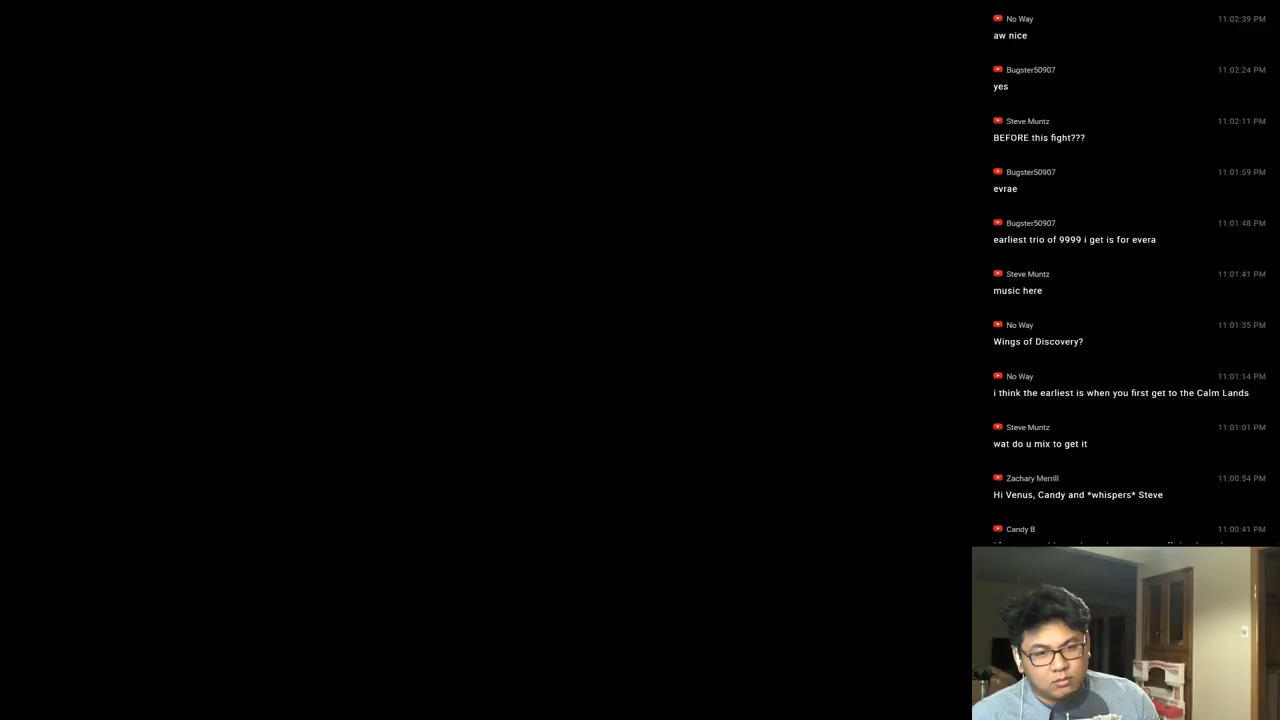 No Way 11:02:39 PM
aw nice
Bugster50907 11:02:24 PM
yes
Steve Muntz 11:02:11 PM
BEFORE this fight???
Bugster50907 11:01:59 PM
evrae
Bugster50907 11:01:48 PM
earliest trio of 9999 i get is for evera
Steve Muntz 11:01:41 PM
music here
No Way 11:01:35 PM
Wings of Discovery?
No Way 11:01:14 PM
i think the earliest is when you first get to the Calm Lands
Steve Muntz 11:01:01 PM
wat do u mix to get it
Zachary Merrill 11:00:54 PM
Hi Venus, Candy and *whispers* Steve
Candy B 11:00:41 PM